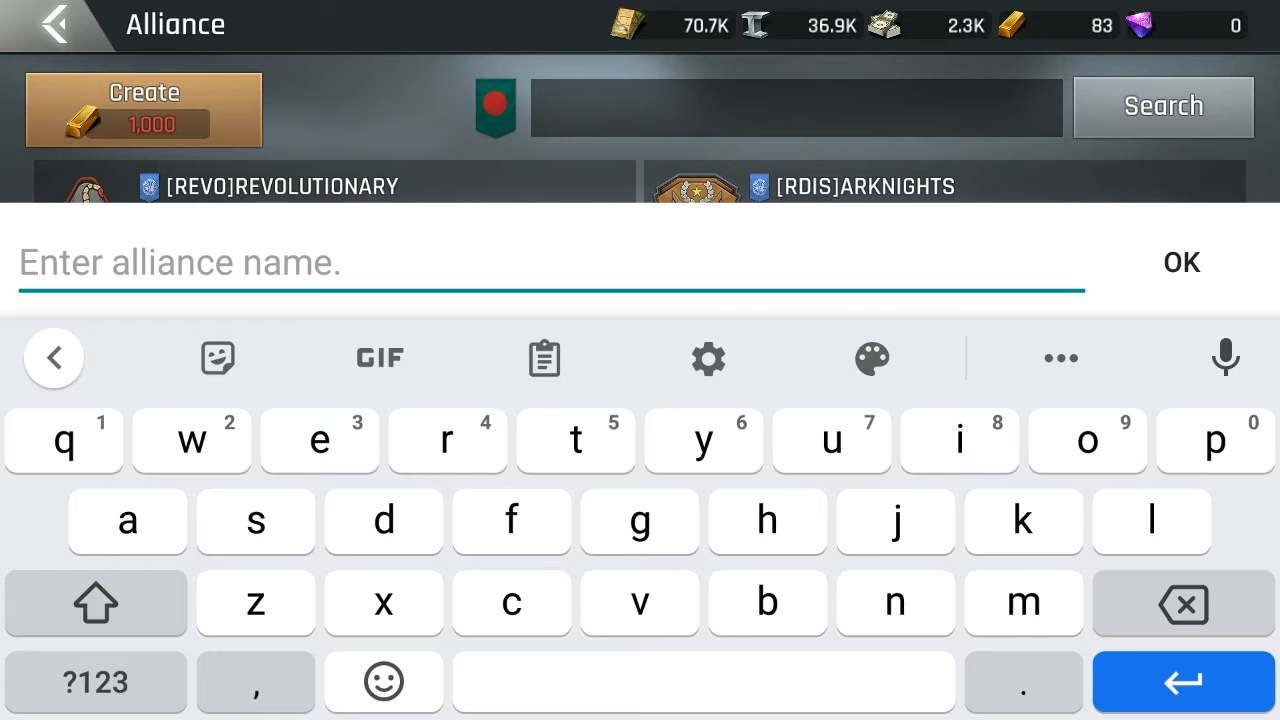 Alliance 70.7K 36.9K 2.3K 83 0
Create
1,000
Search
[REVO]REVOLUTIONARY [RDIS]ARKNIGHTS
Enter alliance name. OK
GIF
q 1 w 2 e 3 r 4 t 5 y 6 u 7 i 8 o 9 p 0
a s d f g h j k l
z x c v b n m
?123 , .